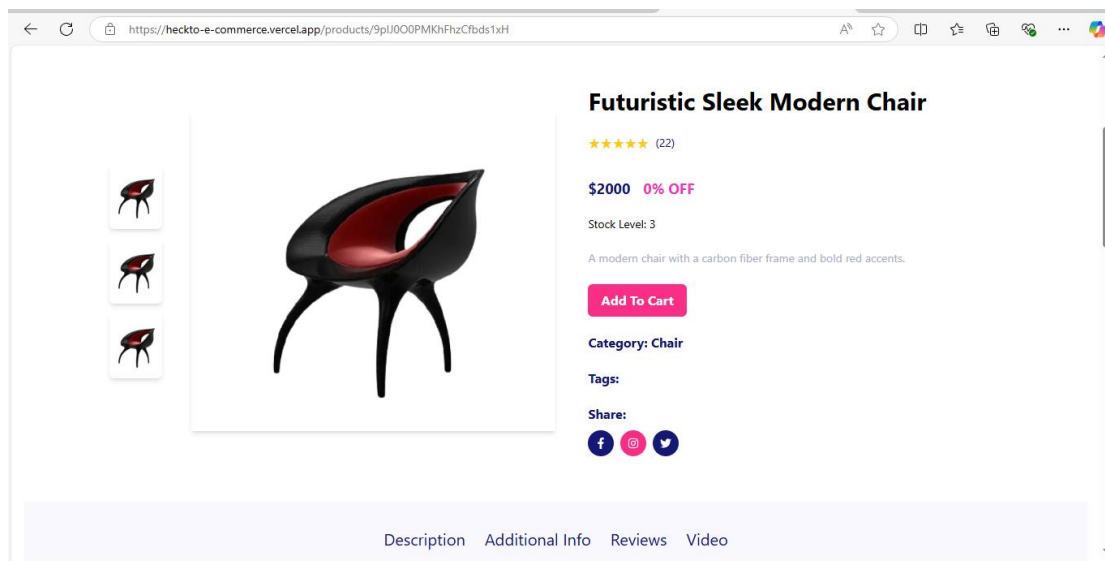 https://heckto-e-commerce.vercel.app/products/9plJ0O0PMKhFhzCfbds1xH
Futuristic Sleek Modern Chair
★★★★★ (22)
$2000 0% OFF
Stock Level: 3
A modern chair with a carbon fiber frame and bold red accents.
Add To Cart
Category: Chair
Tags:
Share:
Description Additional Info Reviews Video